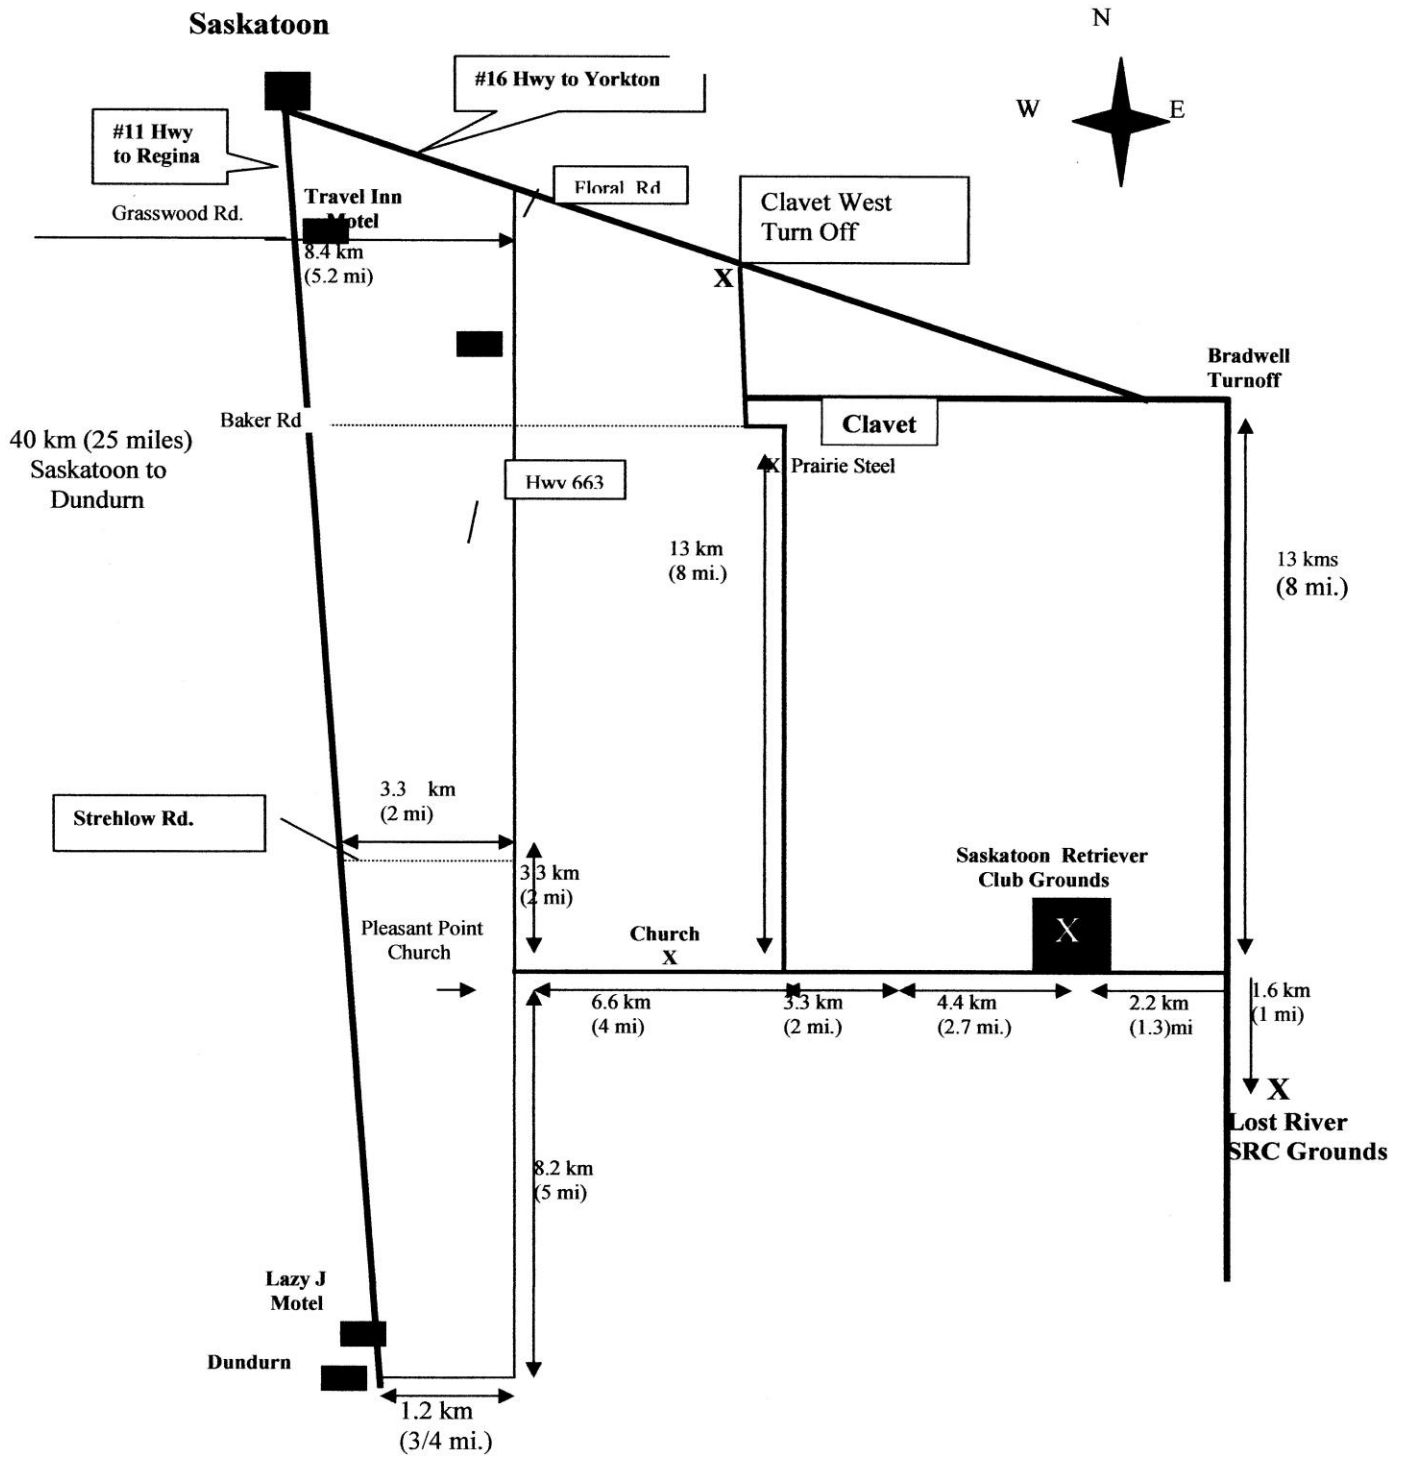 Saskatoon
N
#16 Hwy to Yorkton
W
E
#11 Hwy
to Regina
Floral Rd
Travel Inn
Motel
Grasswood Rd.
Clavet West
Turn Off
8.4 km
(5.2 mi)
X
Bradwell
Turnoff
Baker Rd
Clavet
40 km (25 miles)
Saskatoon to
Dundurn
X Prairie Steel
Hwy 663
13 km
(8 mi.)
13 kms
(8 mi.)
3.3 km
(2 mi)
Strehlow Rd.
3.3 km
(2 mi)
Saskatoon Retriever
Club Grounds
X
Pleasant Point
Church
Church
X
6.6 km
(4 mi)
3.3 km
(2 mi.)
4.4 km
(2.7 mi.)
2.2 km
(1.3)mi
1.6 km
(1 mi)
X
Lost River
SRC Grounds
8.2 km
(5 mi)
Lazy J
Motel
Dundurn
1.2 km
(3/4 mi.)